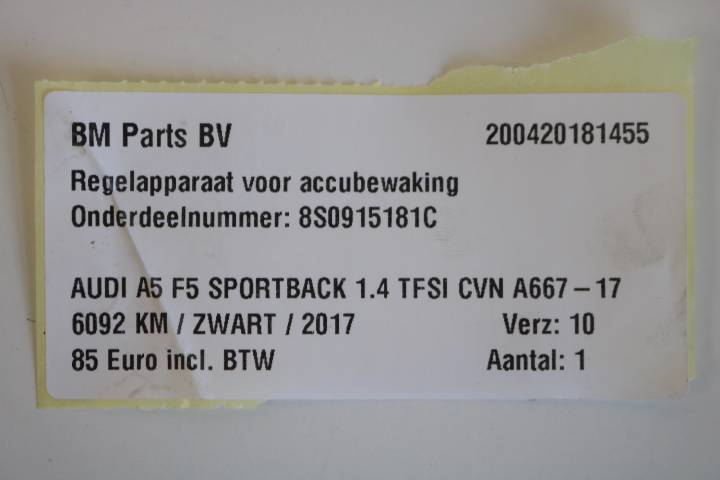 BM Parts BV 200420181455
Regelapparaat voor accubewaking
Onderdeelnummer: 8S0915181C
AUDI A5 F5 SPORTBACK 1.4 TFSI CVN A667-17
6092 KM / ZWART / 2017 Verz: 10
85 Euro incl. BTW Aantal: 1